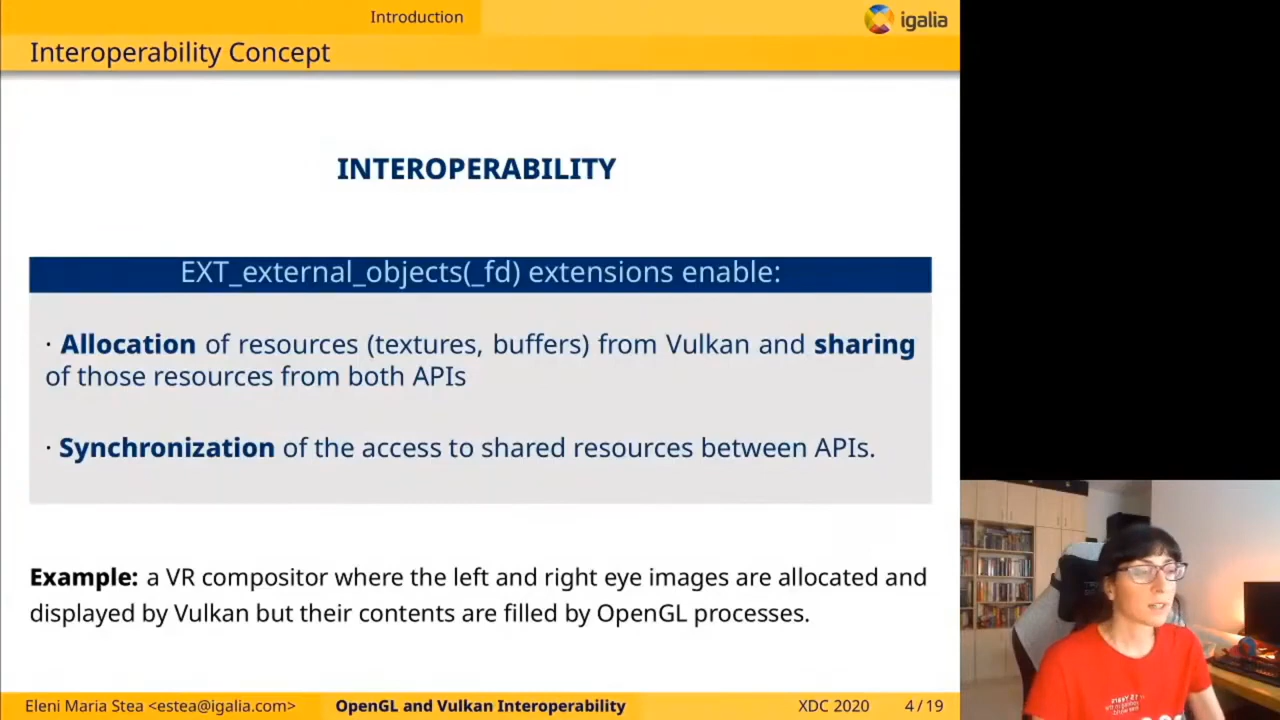 Introduction
igalia
Interoperability Concept
INTEROPERABILITY
EXT_external_objects(_fd) extensions enable:
· Allocation of resources (textures, buffers) from Vulkan and sharing
of those resources from both APIs
· Synchronization of the access to shared resources between APIs.
Example: a VR compositor where the left and right eye images are allocated and
displayed by Vulkan but their contents are filled by OpenGL processes.
Eleni Maria Stea <estea@igalia.com> OpenGL and Vulkan Interoperability XDC 2020 4 / 19